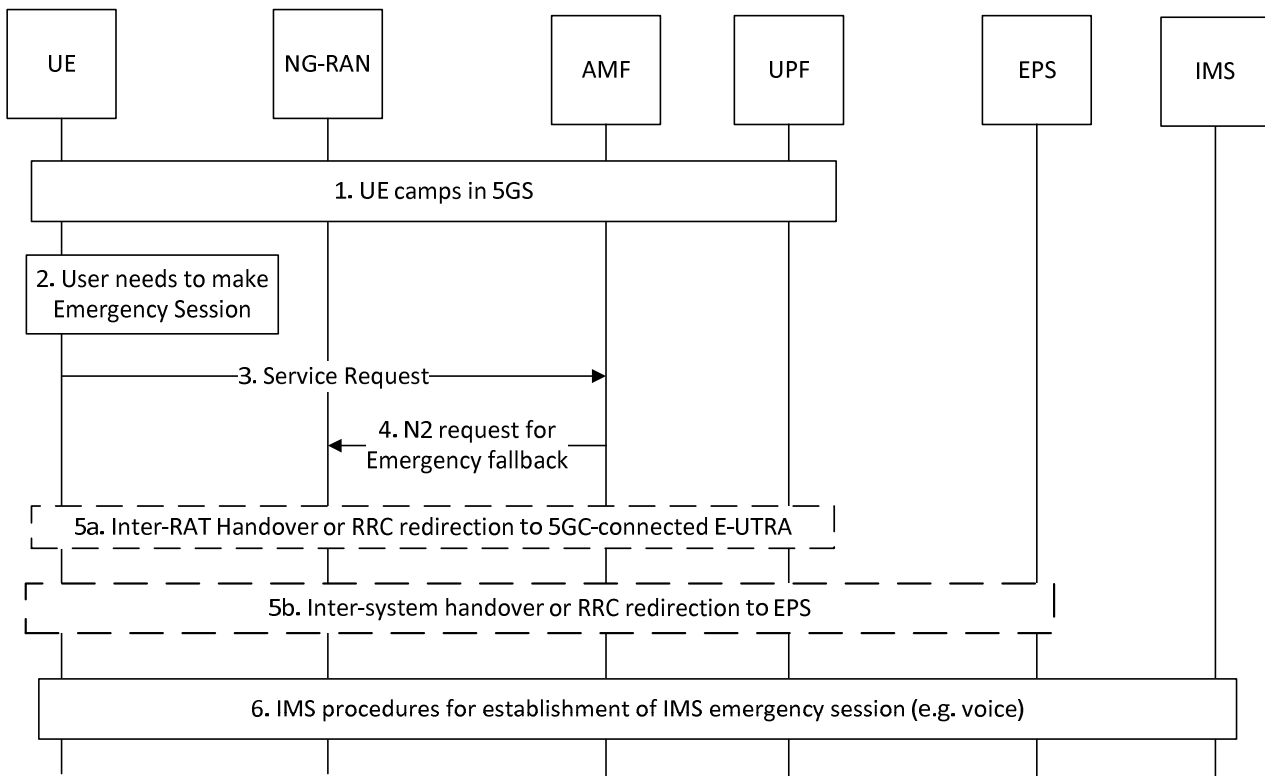 UE
NG-RAN
AMF
UPF
EPS
IMS
1. UE camps in 5GS
2. User needs to make
Emergency Session
3. Service Request
4. N2 request for
Emergency fallback
5a. Inter-RAT Handover or RRC redirection to 5GC-connected E-UTRA
5b. Inter-system handover or RRC redirection to EPS
6. IMS procedures for establishment of IMS emergency session (e.g. voice)